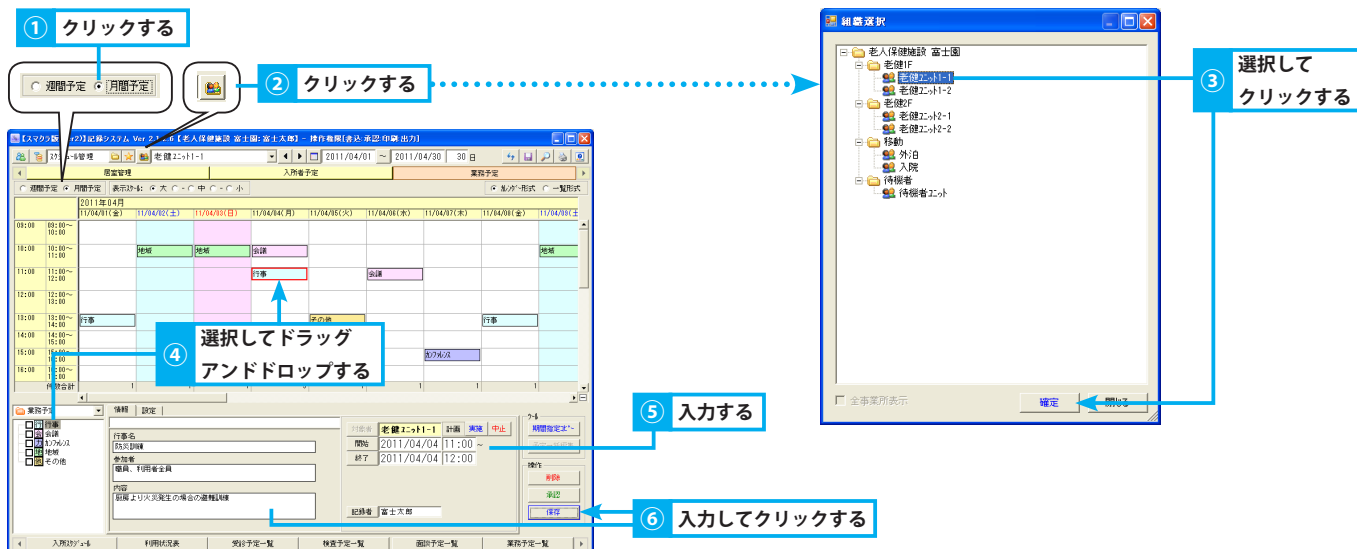 ① クリックする
週間予定 月間予定
② クリックする
組織選択
老人保健施設 富士園
老健1F
老健ユニット1-1
老健ユニット1-2
老健2F
老健ユニット2-1
老健ユニット2-2
移動
外泊
入院
待機者
待機者ユニット
全事業所表示 確定 閉じる
③ 選択して
クリックする
記録システム Ver 2.1 【老人保健施設 富士園:富士太郎】 - 操作権限[書込:承認:印刷:出力]
スケジュール管理 老健ユニット1-1 2011/04/01 ~ 2011/04/30 30 日
居室管理 入所者予定 業務予定
週間予定 月間予定 表示スケール: 大 - 中 - 小 カレンダー形式 一覧形式
2011年04月
11/04/01(金) 11/04/02(土) 11/04/03(日) 11/04/04(月) 11/04/05(火) 11/04/06(水) 11/04/07(木) 11/04/08(金) 11/04/09(土
09:00 09:00~
10:00
10:00 10:00~ 地域 地域 会議 地域
11:00
11:00 11:00~ 行事 会議
12:00
12:00 12:00~
13:00
13:00 13:00~ 行事 その他 行事
14:00
14:00 14:00~
15:00
15:00 カンファレンス
16:00
件数合計 1 1 1 1
④ 選択してドラッグ
アンドドロップする
業務予定 情報 設定
行事
会議
カンファレンス
地域
その他
行事名
防災訓練
参加者
職員、利用者全員
内容
厨房より火災発生の場合の避難訓練
対象者 老健ユニット1-1 計画 実施 中止
開始 2011/04/04 11:00 ~
終了 2011/04/04 12:00
記録者 富士太郎
ツール
期間指定コピー
操作
削除
承認
保存
⑤ 入力する
⑥ 入力してクリックする
入所スケジュール 利用状況表 受診予定一覧 検査予定一覧 面談予定一覧 業務予定一覧